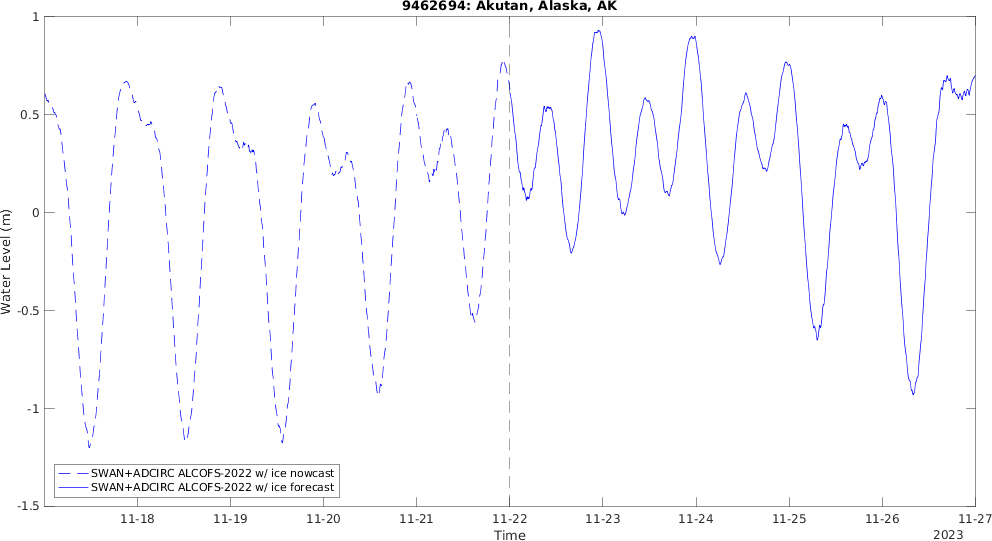 9462694: Akutan, Alaska, AK
Water Level (m)
1
0.5
0
-0.5
-1
-1.5
SWAN+ADCIRC ALCOFS-2022 w/ ice nowcast
SWAN+ADCIRC ALCOFS-2022 w/ ice forecast
11-18 11-19 11-20 11-21 11-22 11-23 11-24 11-25 11-26 11-27
Time
2023